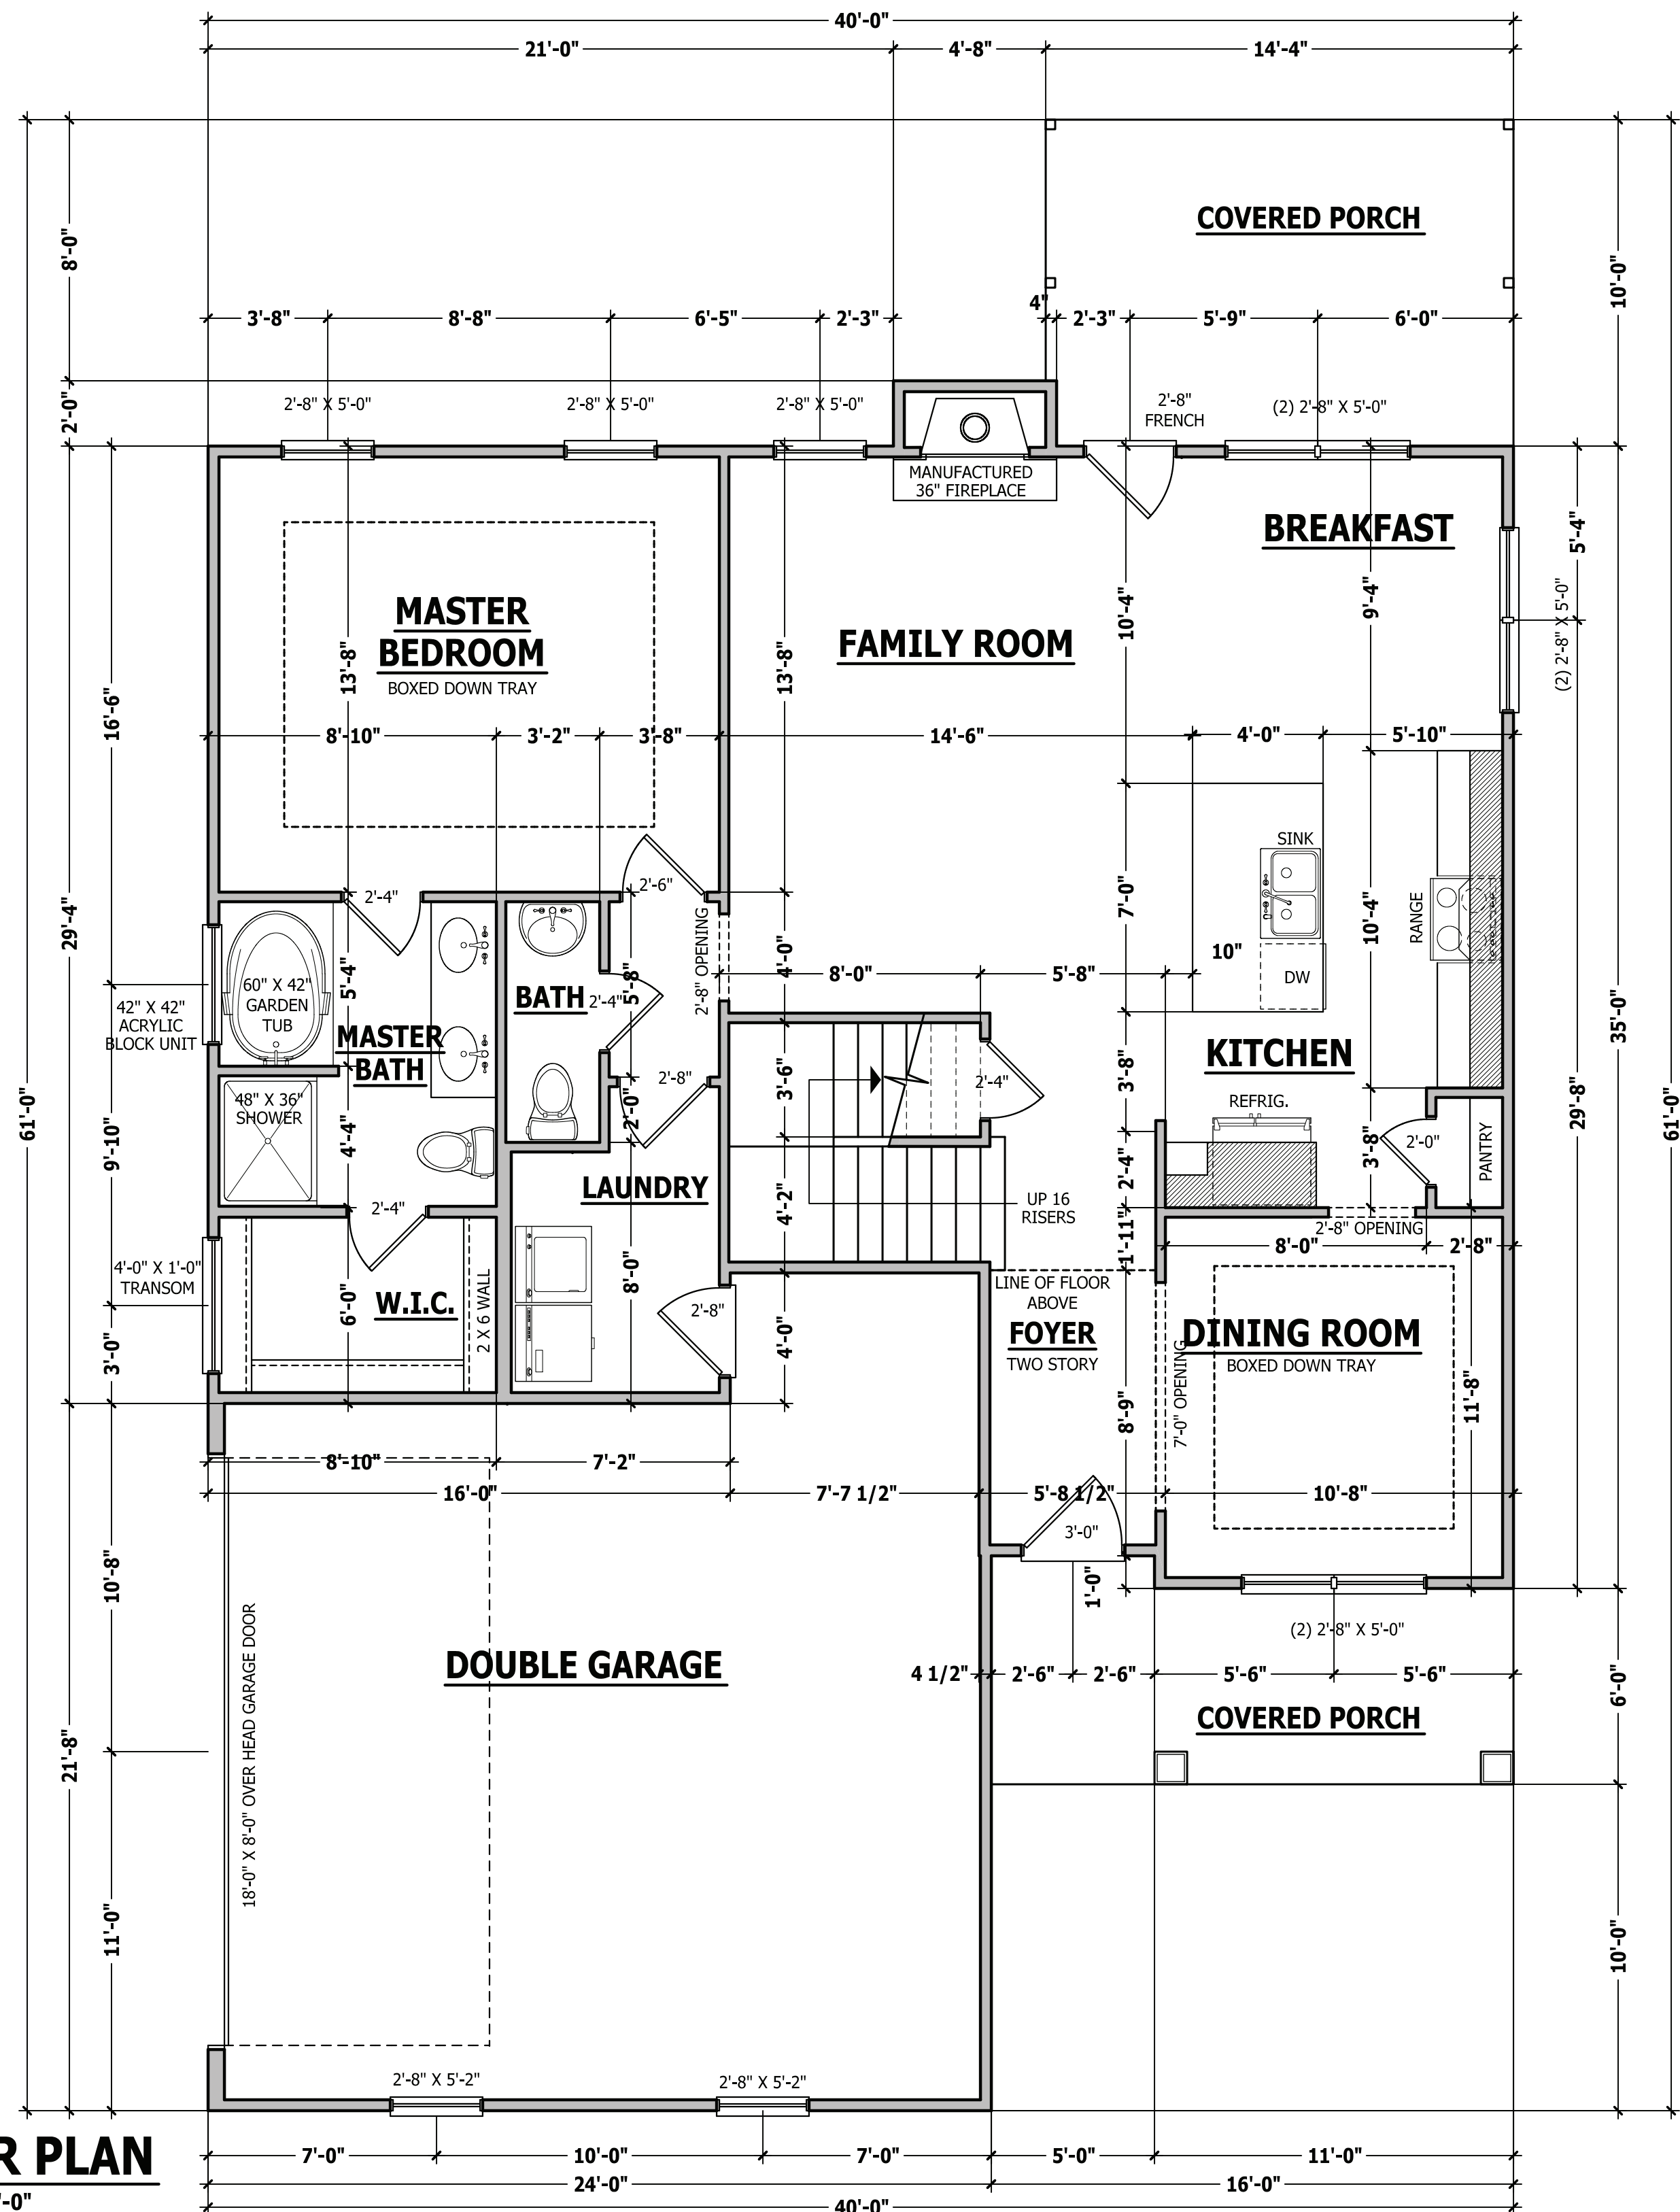 40'-0"
21'-0"
4'-8"
14'-4"
COVERED PORCH
8'-0"
10'-0"
4"
3'-8"
8'-8"
6'-5"
2'-3"
2'-3"
5'-9"
6'-0"
2'-0"
2'-8" X 5'-0"
2'-8" X 5'-0"
2'-8" X 5'-0"
2'-8"
FRENCH
(2) 2'-8" X 5'-0"
MANUFACTURED
36" FIREPLACE
BREAKFAST
5'-4"
(2) 2'-8" X 5'-0"
MASTER
BEDROOM
BOXED DOWN TRAY
13'-8"
FAMILY ROOM
13'-8"
10'-4"
9'-4"
16'-6"
8'-10"
3'-2"
3'-8"
14'-6"
4'-0"
5'-10"
29'-4"
61'-0"
SINK
7'-0"
10'-4"
RANGE
2'-4"
2'-6"
2'-8" OPENING
4'-0"
10"
DW
8'-0"
5'-8"
60" X 42"
GARDEN
TUB
5'-4"
BATH
2'-4"
5'-8"
42" X 42"
ACRYLIC
BLOCK UNIT
MASTER
BATH
35'-0"
KITCHEN
2'-8"
2'-4"
3'-8"
3'-6"
REFRIG.
48" X 36"
SHOWER
2'-0"
29'-8"
61'-0"
9'-10"
4'-4"
3'-8"
2'-0"
PANTRY
LAUNDRY
2'-4"
4'-2"
UP 16
RISERS
2'-4"
1'-11"
2'-8" OPENING
8'-0"
2'-8"
4'-0" X 1'-0"
TRANSOM
6'-0"
W.I.C.
2 X 6 WALL
8'-0"
2'-8"
4'-0"
LINE OF FLOOR
ABOVE
FOYER
TWO STORY
7'-0" OPENING
DINING ROOM
BOXED DOWN TRAY
3'-0"
8'-9"
11'-8"
8'-10"
7'-2"
16'-0"
7'-7 1/2"
5'-8 1/2"
10'-8"
3'-0"
10'-8"
1'-0"
(2) 2'-8" X 5'-0"
18'-0" X 8'-0" OVER HEAD GARAGE DOOR
DOUBLE GARAGE
4 1/2"
2'-6"
2'-6"
5'-6"
5'-6"
6'-0"
COVERED PORCH
21'-8"
11'-0"
10'-0"
2'-8" X 5'-2"
2'-8" X 5'-2"
7'-0"
10'-0"
7'-0"
5'-0"
11'-0"
R PLAN
24'-0"
16'-0"
'-0"
40'-0"